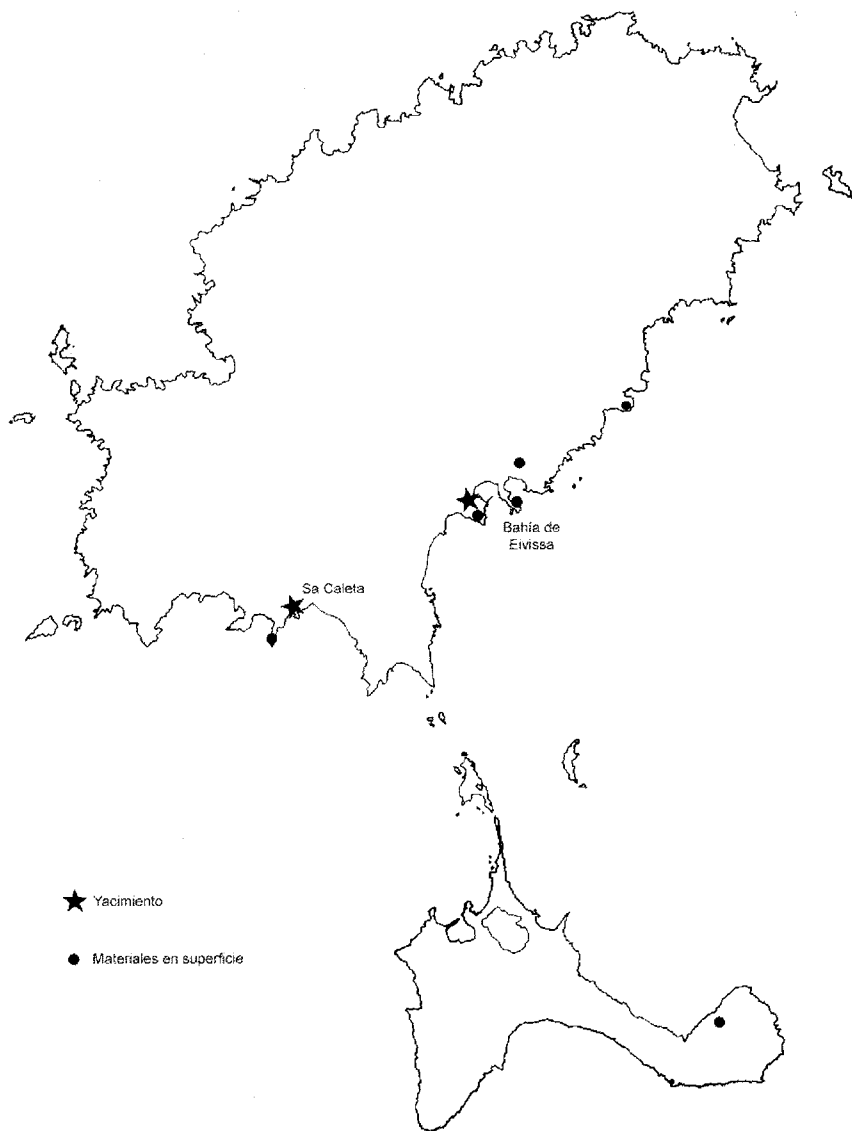 Bahía de
Eivissa
Sa Caleta
Yacimiento
Materiales en superficie